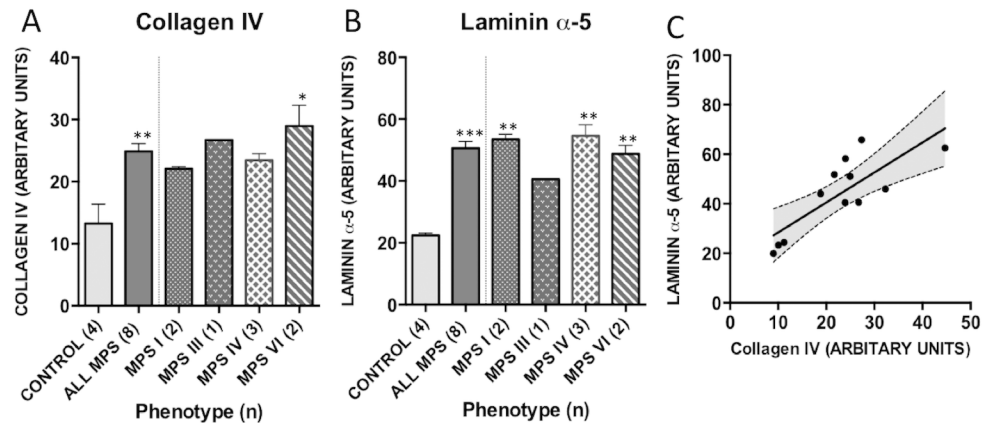 A
Collagen IV
COLLAGEN IV (ARBITARY UNITS)
40
30
20
10
0
**
*
CONTROL (4)
ALL MPS (8)
MPS I (2)
MPS III (1)
MPS IV (3)
MPS VI (2)
Phenotype (n)
B
Laminin α-5
LAMININ α-5 (ARBITARY UNITS)
80
60
40
20
0
***
**
**
**
CONTROL (4)
ALL MPS (8)
MPS I (2)
MPS III (1)
MPS IV (3)
MPS VI (2)
Phenotype (n)
C
LAMININ α-5 (ARBITARY UNITS)
100
80
60
40
20
0
0 10 20 30 40 50
Collagen IV (ARBITARY UNITS)